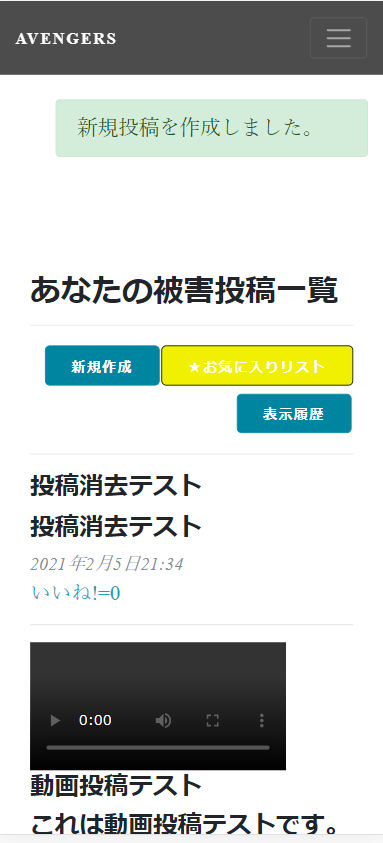 AVENGERS
新規投稿を作成しました。
あなたの被害投稿一覧
新規作成
★お気に入りリスト
表示履歴
投稿消去テスト
投稿消去テスト
2021年2月5日21:34
いいね!=0
0:00
動画投稿テスト
これは動画投稿テストです。